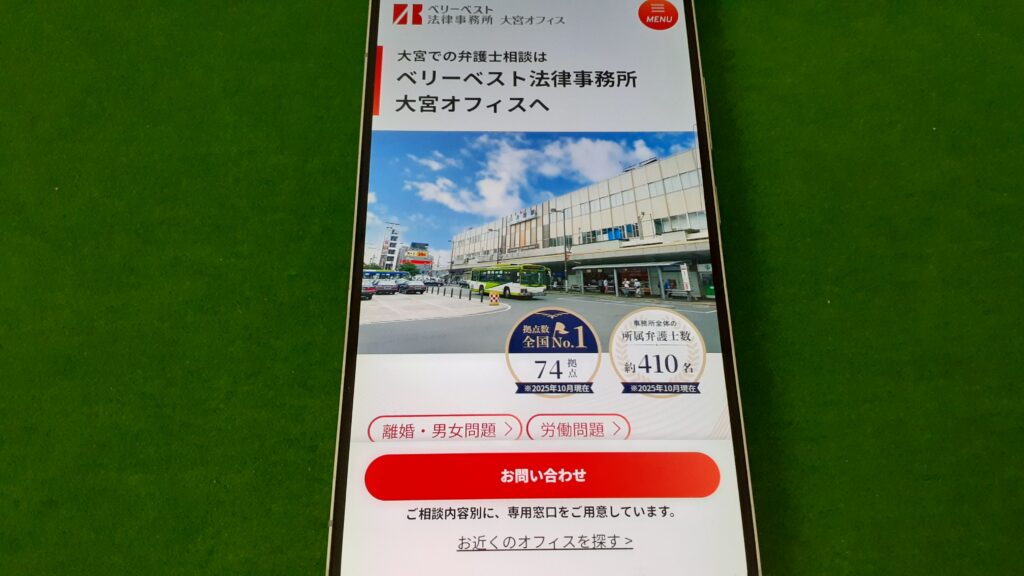 ベリーベスト
法律事務所 大宮オフィス
MENU
大宮での弁護士相談は
ベリーベスト法律事務所
大宮オフィスへ
拠点数
全国No.1
74拠点
※2025年10月現在
事務所全体の
所属弁護士数
約410名
※2025年10月現在
離婚・男女問題
労働問題
お問い合わせ
ご相談内容別に、専用窓口をご用意しています。
お近くのオフィスを探す >